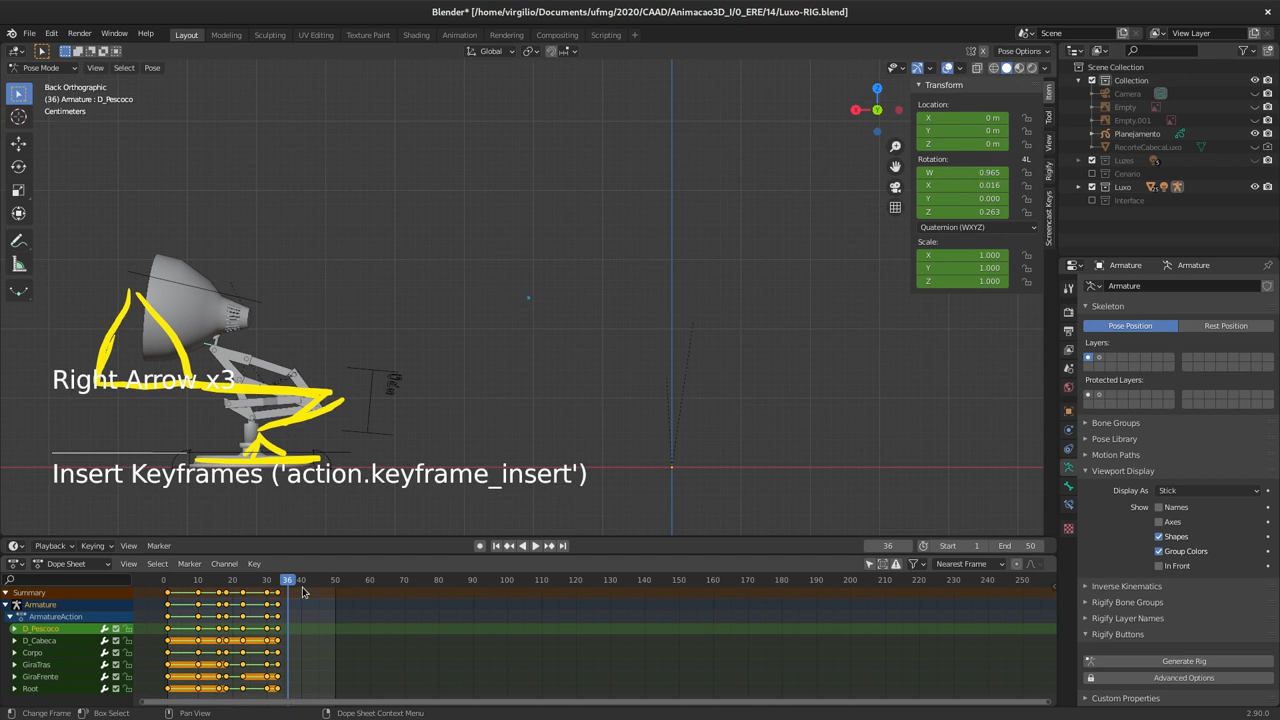 Blender* [/home/virgilio/Documents/ufmg/2020/CAAD/Animacao3D_I/0_ERE/14/Luxo-RIG.blend]
File Edit Render Window Help Layout Modeling Sculpting UV Editing Texture Paint Shading Animation Rendering Compositing Scripting + Scene View Layer
Global Pose Options
Pose Mode View Select Pose
Back Orthographic
(36) Armature : D_Pescoco
Centimeters
Z
X Y
Transform
Location:
X 0 m
Y 0 m
Z 0 m
Rotation: 4L
W 0.965
X 0.016
Y 0.000
Z 0.263
Quaternion (WXYZ)
Scale:
X 1.000
Y 1.000
Z 1.000
Item
Tool
View
Rigify
Screencast Keys
Scene Collection
Collection
Camera
Empty
Empty.001
Planejamento
RecorteCabecaLuxo
Luzes
Cenario
Luxo
Interface
Armature Armature
Armature
Skeleton
Pose Position Rest Position
Layers:
Protected Layers:
Bone Groups
Pose Library
Motion Paths
Viewport Display
Display As Stick
Show Names
Axes
Shapes
Group Colors
In Front
Inverse Kinematics
Rigify Bone Groups
Rigify Layer Names
Rigify Buttons
Generate Rig
Advanced Options
Custom Properties
Right Arrow x3
Insert Keyframes ('action.keyframe_insert')
Playback Keying View Marker 36 Start 1 End 50
Dope Sheet View Select Marker Channel Key Nearest Frame
0 10 20 30 36 40 50 60 70 80 90 100 110 120 130 140 150 160 170 180 190 200 210 220 230 240 250
Summary
Armature
ArmatureAction
D_Pescoco
D_Cabeca
Corpo
GiraTras
GiraFrente
Root
Change Frame Box Select Pan View Dope Sheet Context Menu 2.90.0